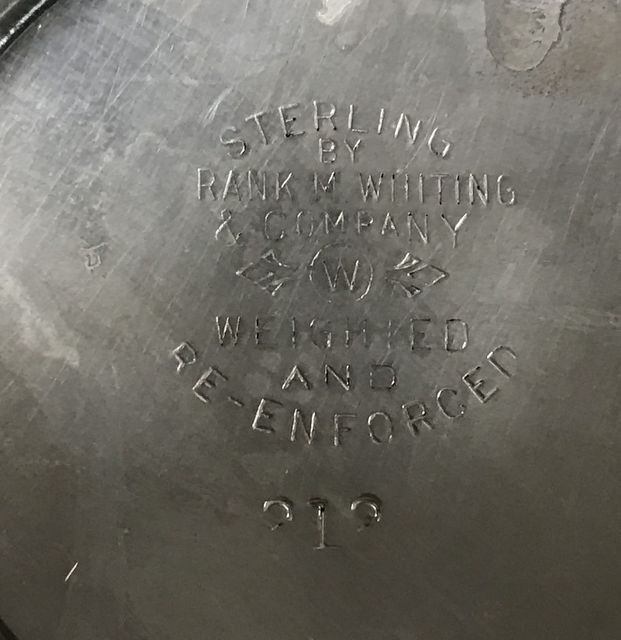 STERLING
BY
RANK M. WHITING
& COMPANY
W
WEIGHTED
AND
RE-ENFORCED